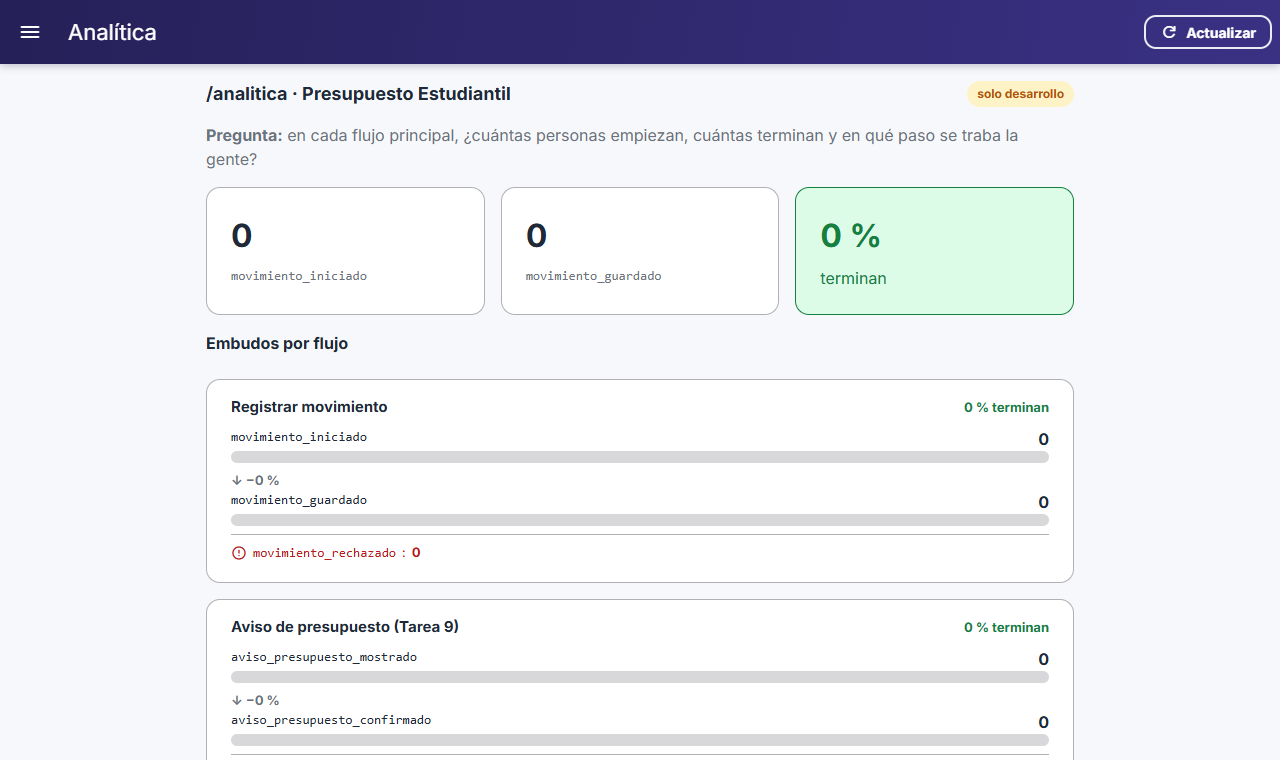 Analítica
Actualizar
/analitica · Presupuesto Estudiantil
solo desarrollo
Pregunta: en cada flujo principal, ¿cuántas personas empiezan, cuántas terminan y en qué paso se traba la
gente?
0
movimiento_iniciado
0
movimiento_guardado
0 %
terminan
Embudos por flujo
Registrar movimiento
0 % terminan
movimiento_iniciado
0
↓ −0 %
movimiento_guardado
0
movimiento_rechazado : 0
Aviso de presupuesto (Tarea 9)
0 % terminan
aviso_presupuesto_mostrado
0
↓ −0 %
aviso_presupuesto_confirmado
0